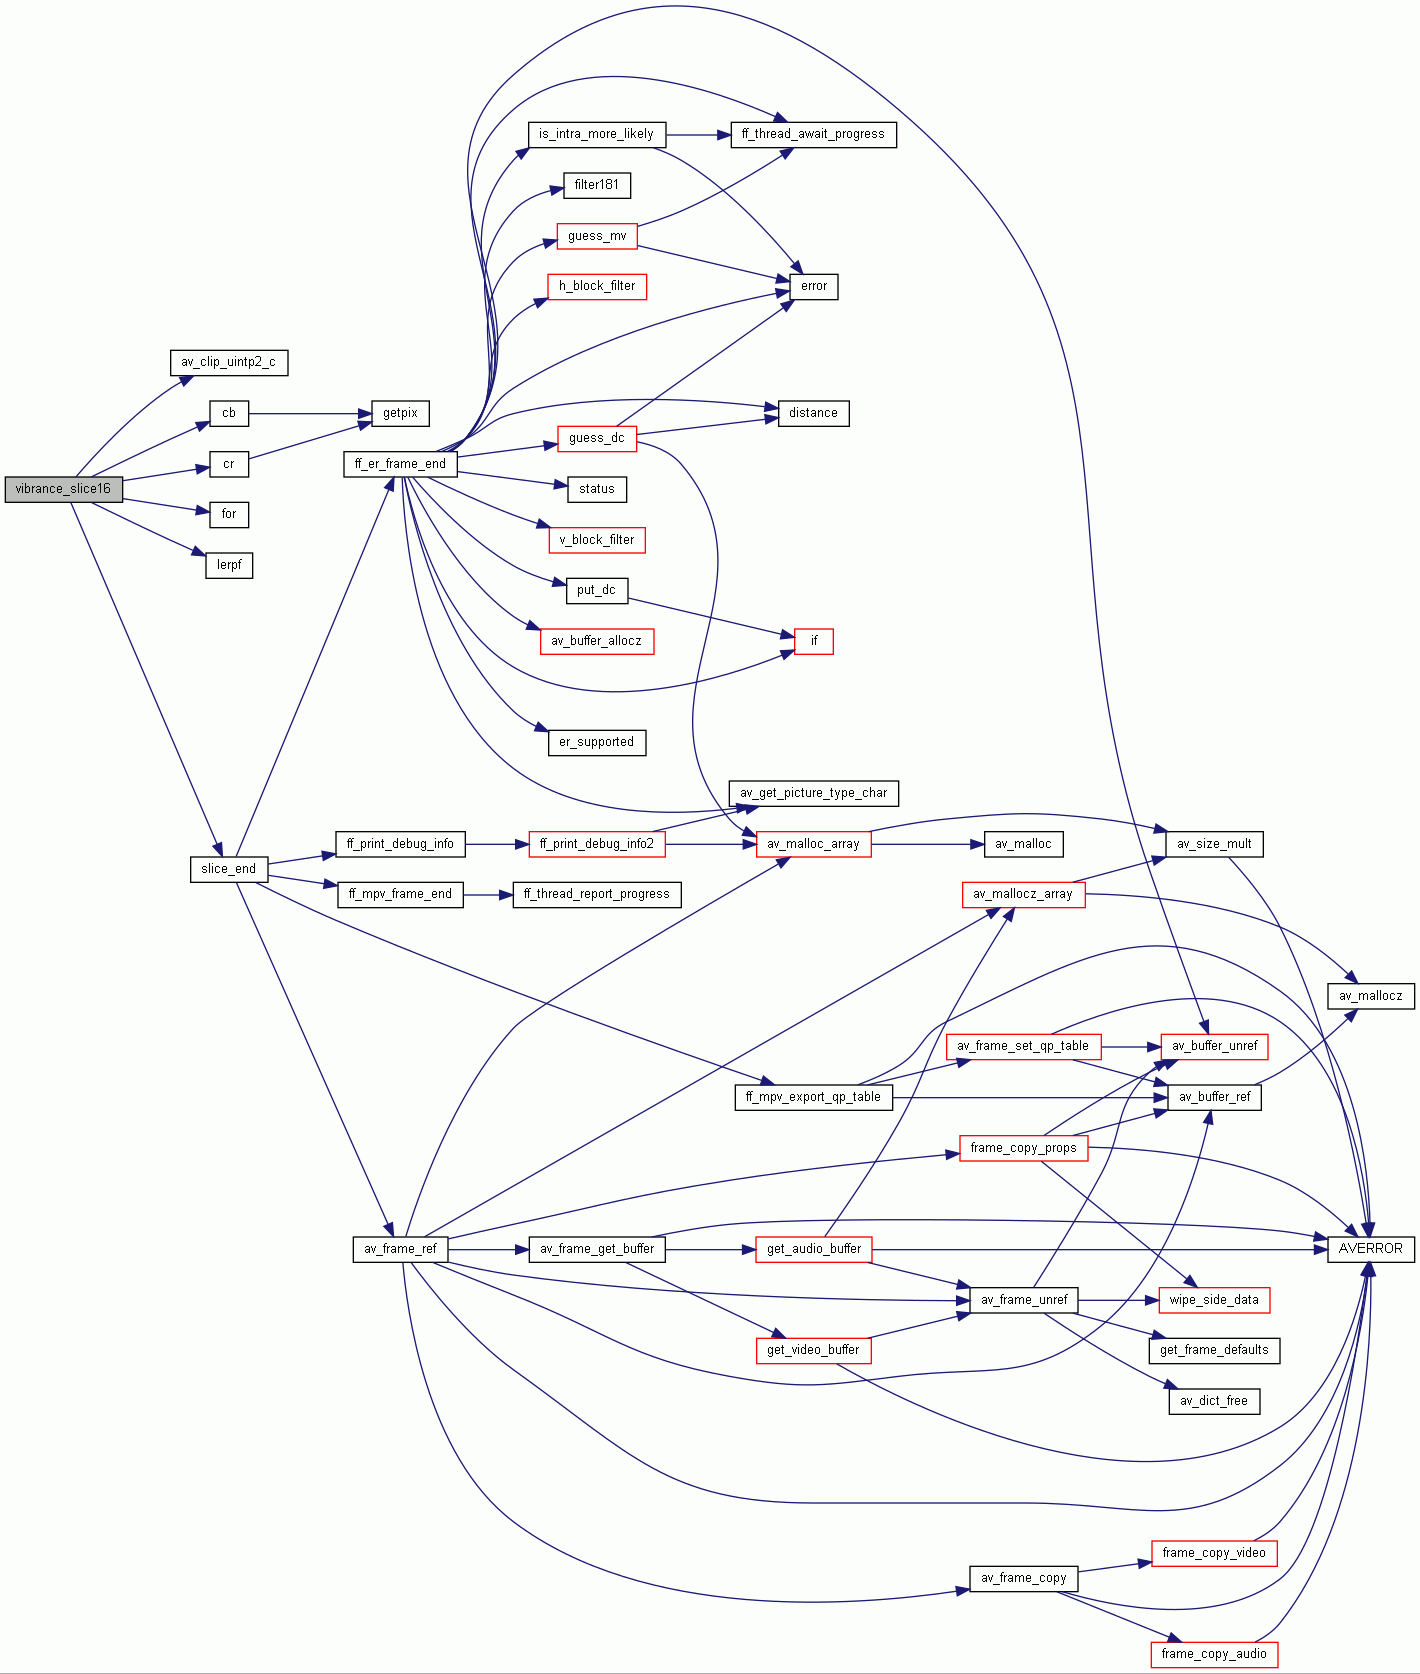 is_intra_more_likely
ff_thread_await_progress
filter181
guess_mv
h_block_filter
error
av_clip_uintp2_c
cb
getpix
distance
guess_dc
cr
ff_er_frame_end
vibrance_slice16
status
for
v_block_filter
lerpf
put_dc
av_buffer_allocz
if
er_supported
av_get_picture_type_char
ff_print_debug_info
ff_print_debug_info2
av_malloc_array
av_malloc
av_size_mult
slice_end
ff_mpv_frame_end
ff_thread_report_progress
av_mallocz_array
av_mallocz
av_frame_set_qp_table
av_buffer_unref
ff_mpv_export_qp_table
av_buffer_ref
frame_copy_props
av_frame_ref
av_frame_get_buffer
get_audio_buffer
AVERROR
av_frame_unref
wipe_side_data
get_video_buffer
get_frame_defaults
av_dict_free
frame_copy_video
av_frame_copy
frame_copy_audio